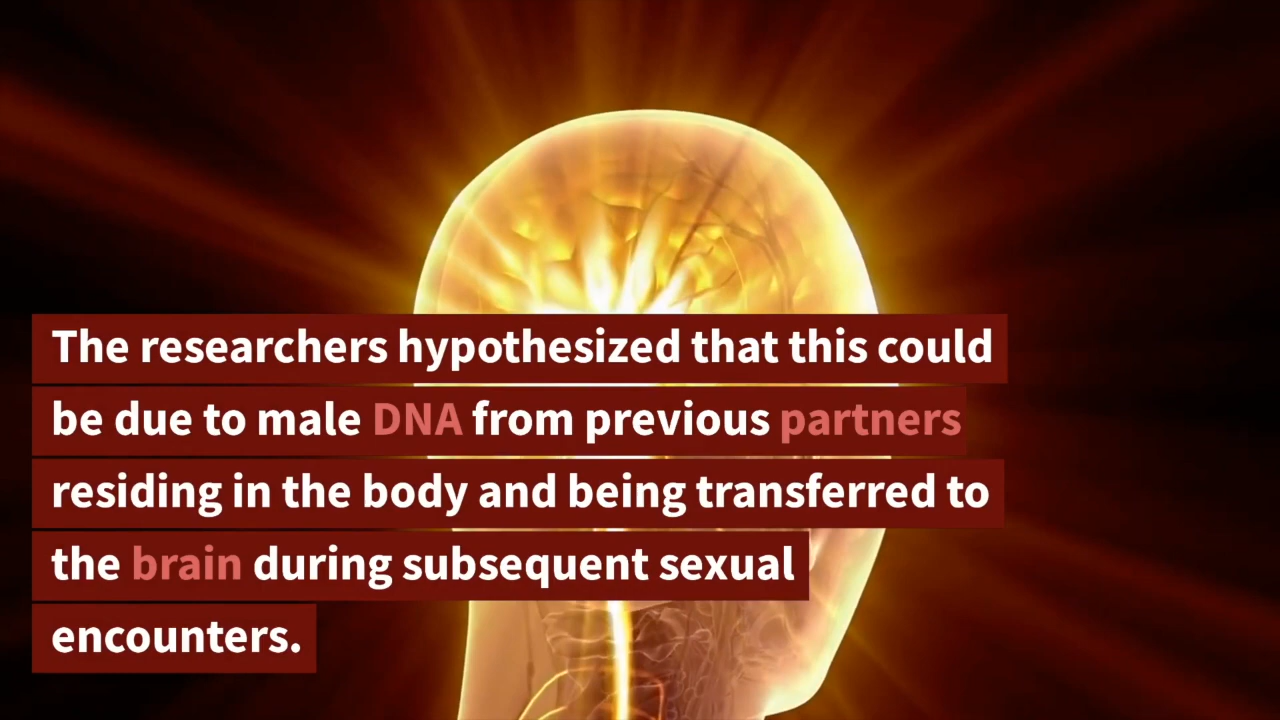 The researchers hypothesized that this could
be due to male DNA from previous partners
residing in the body and being transferred to
the brain during subsequent sexual
encounters.